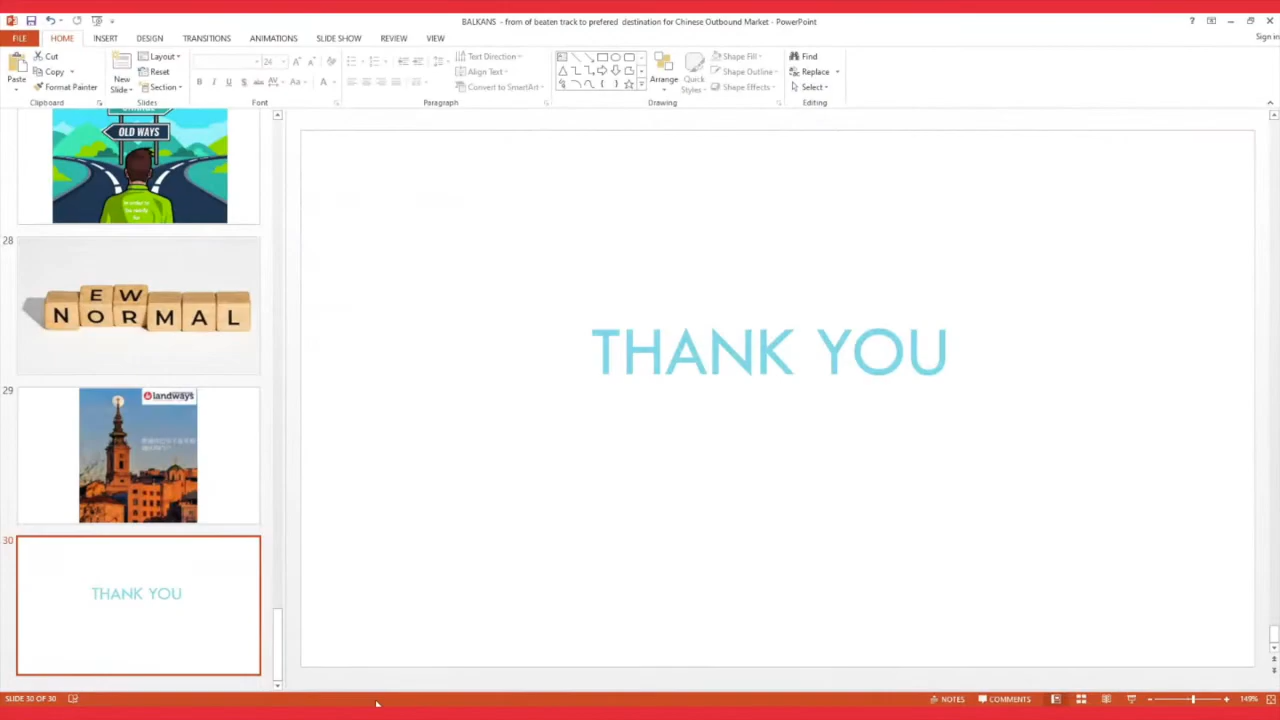 BALKANS - from of beaten track to prefered destination for Chinese Outbound Market - PowerPoint
Sign in
FILE
HOME
INSERT
DESIGN
TRANSITIONS
ANIMATIONS
SLIDE SHOW
REVIEW
VIEW
Paste
Cut
Copy
Format Painter
Clipboard
New
Slide
Layout
Reset
Section
Slides
24
B I U S abc AV Aa A
Font
Text Direction
Align Text
Convert to SmartArt
Paragraph
Arrange
Quick
Styles
Shape Fill
Shape Outline
Shape Effects
Drawing
Find
Replace
Select
Editing
OLD WAYS
28
E W
N O R M A L
29
landways
30
THANK YOU
THANK YOU
SLIDE 30 OF 30
NOTES
COMMENTS
149%